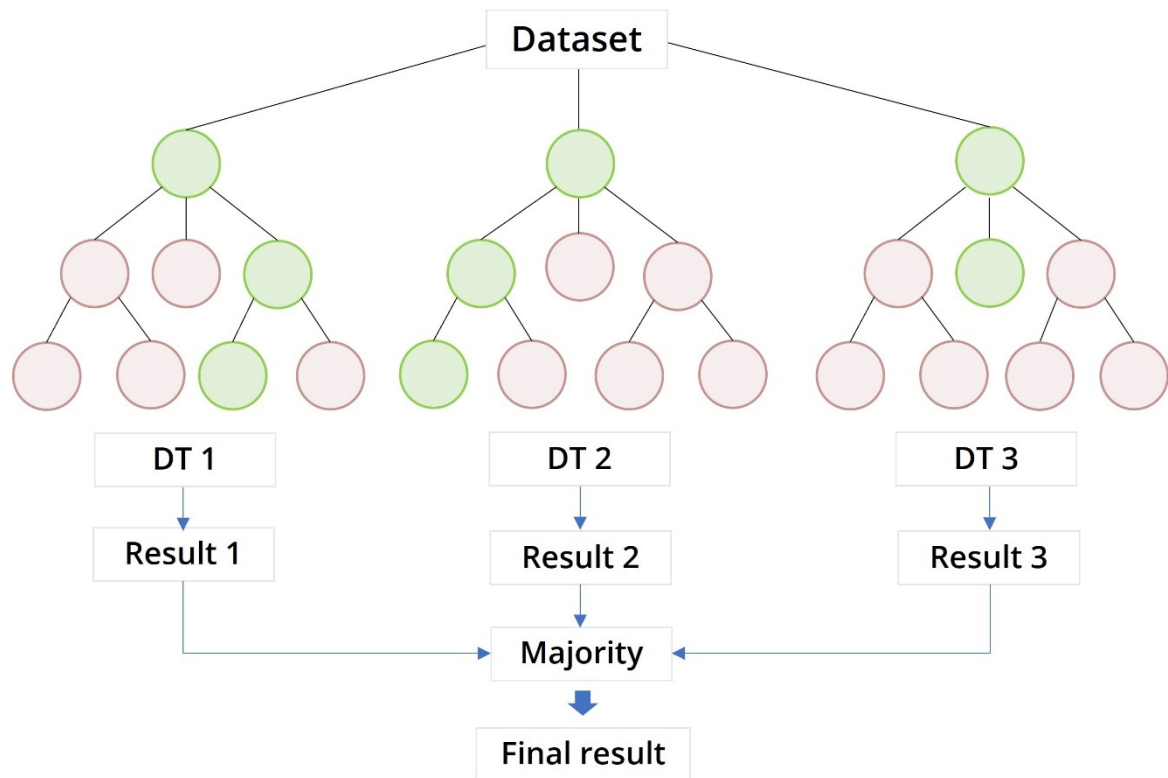 Dataset
DT 1
DT 2
DT 3
Result 1
Result 2
Result 3
Majority
Final result